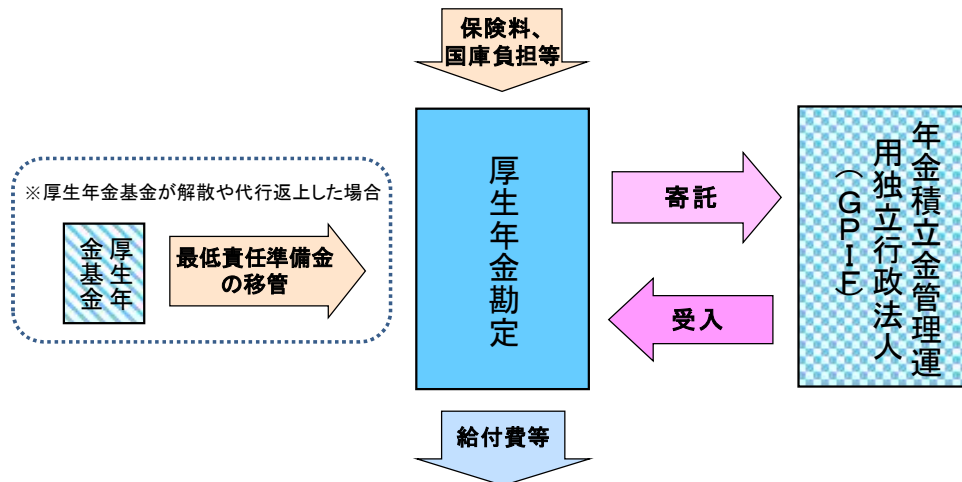 保険料、
国庫負担等
※厚生年金基金が解散や代行返上した場合
厚生年
金基金
最低責任準備金
の移管
厚生年金勘定
寄託
受入
年金積立金管理運
用独立行政法人
（ＧＰＩＦ）
給付費等